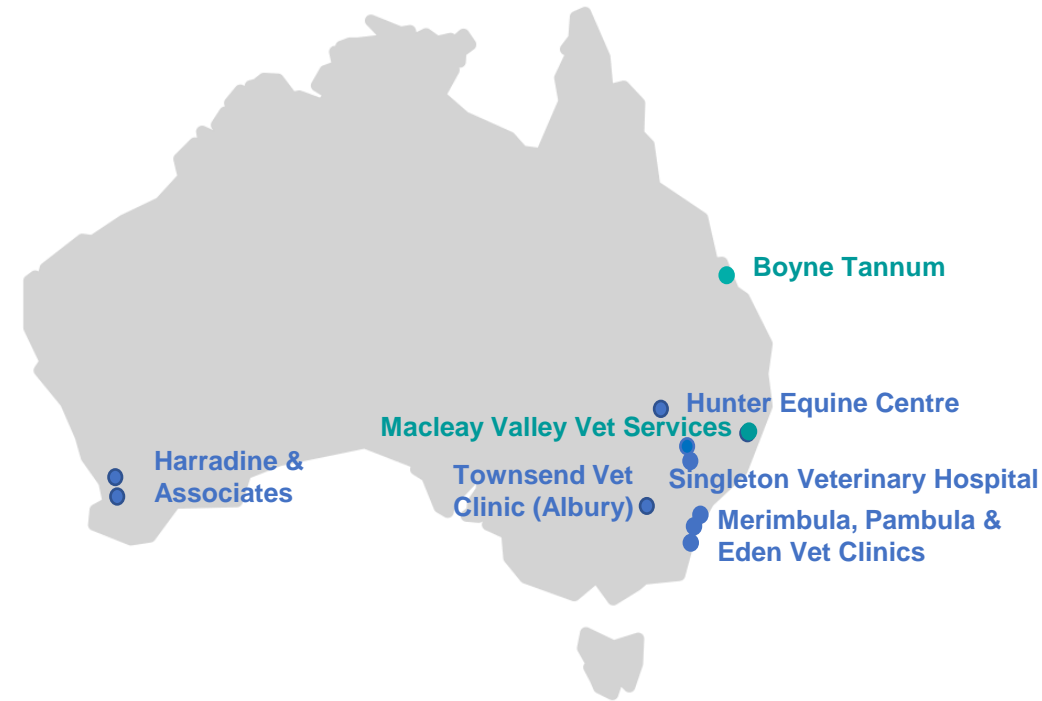 Boyne Tannum
Hunter Equine Centre
Macleay Valley Vet Services
Harradine &
Associates
Townsend Vet
Clinic (Albury)
Singleton Veterinary Hospital
Merimbula, Pambula &
Eden Vet Clinics